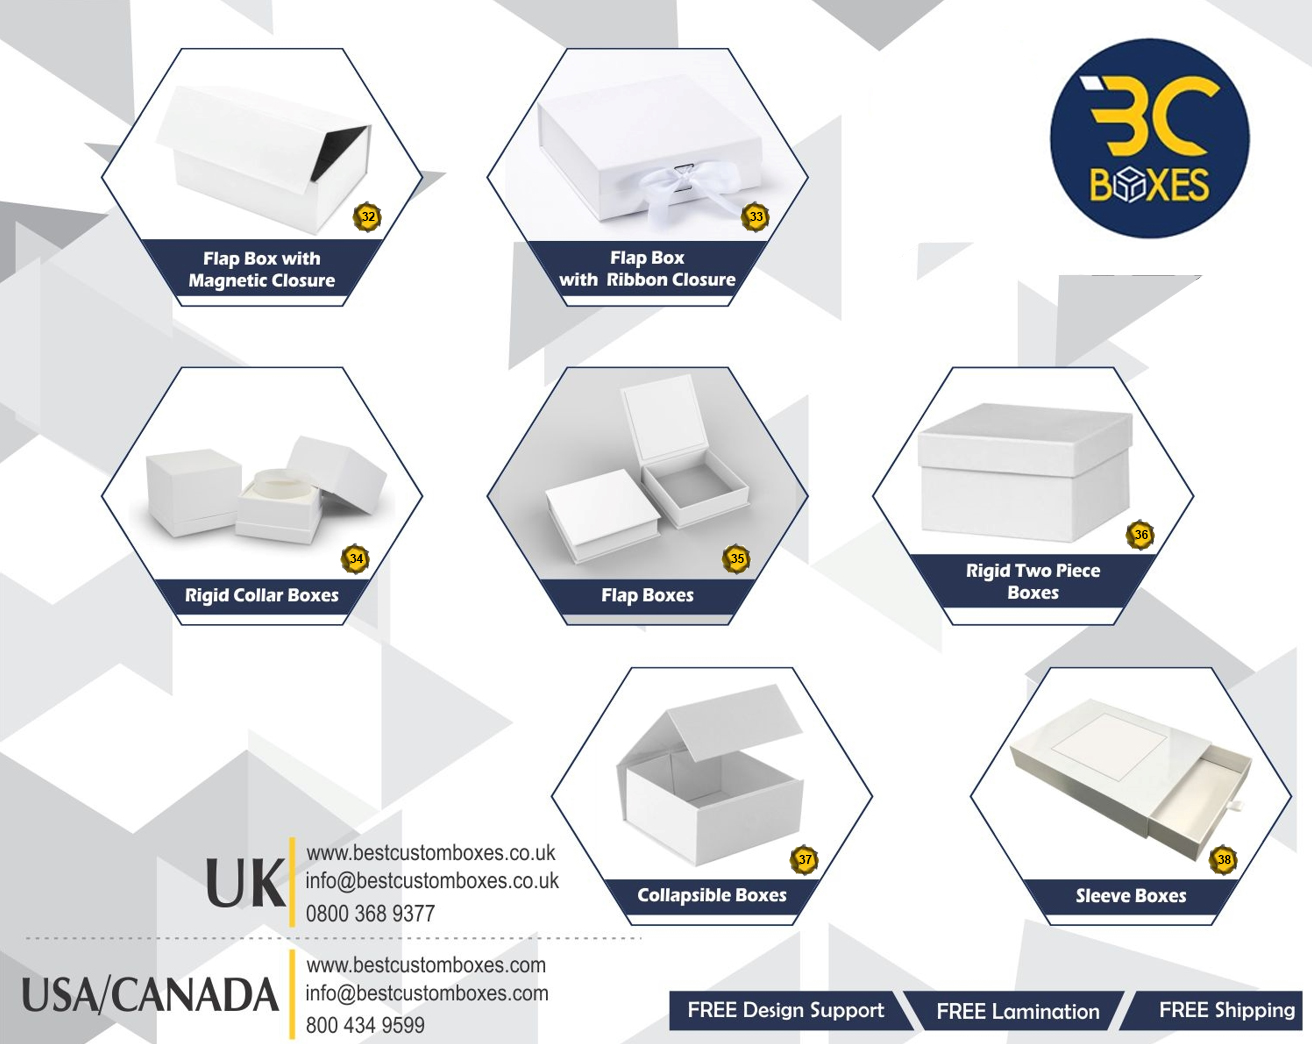 BC
BOXES
32
Flap Box with
Magnetic Closure
33
Flap Box
with Ribbon Closure
34
Rigid Collar Boxes
35
Flap Boxes
36
Rigid Two Piece
Boxes
37
Collapsible Boxes
38
Sleeve Boxes
UK
www.bestcustomboxes.co.uk
info@bestcustomboxes.co.uk
0800 368 9377
USA/CANADA
www.bestcustomboxes.com
info@bestcustomboxes.com
800 434 9599
FREE Design Support
FREE Lamination
FREE Shipping